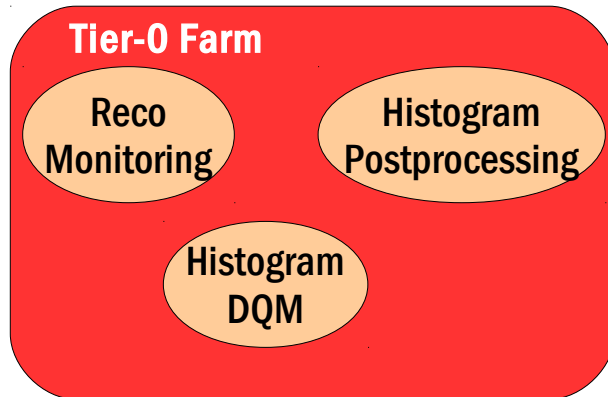 Tier-0 Farm
Reco
Monitoring
Histogram
Postprocessing
Histogram
DQM